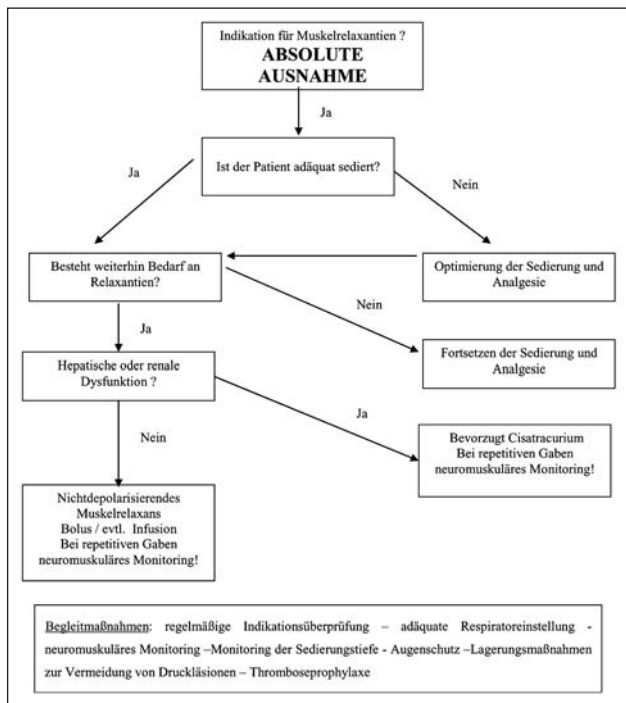 Indikation für Muskelrelaxantien ?
ABSOLUTE
AUSNAHME
Ja
Ist der Patient adäquat sediert?
Ja
Nein
Besteht weiterhin Bedarf an
Relaxantien?
Optimierung der Sedierung und
Analgesie
Nein
Ja
Fortsetzen der Sedierung und
Analgesie
Hepatische oder renale
Dysfunktion ?
Ja
Nein
Bevorzugt Cisatracurium
Bei repetitiven Gaben
neuromuskuläres Monitoring!
Nichtdepolarisierendes
Muskelrelaxans
Bolus / evtl. Infusion
Bei repetitiven Gaben
neuromuskuläres Monitoring!
Begleitmaßnahmen: regelmäßige Indikationsüberprüfung – adäquate Respiratoreinstellung -
neuromuskuläres Monitoring –Monitoring der Sedierungstiefe - Augenschutz –Lagerungsmaßnahmen
zur Vermeidung von Druckläsionen – Thromboseprophylaxe